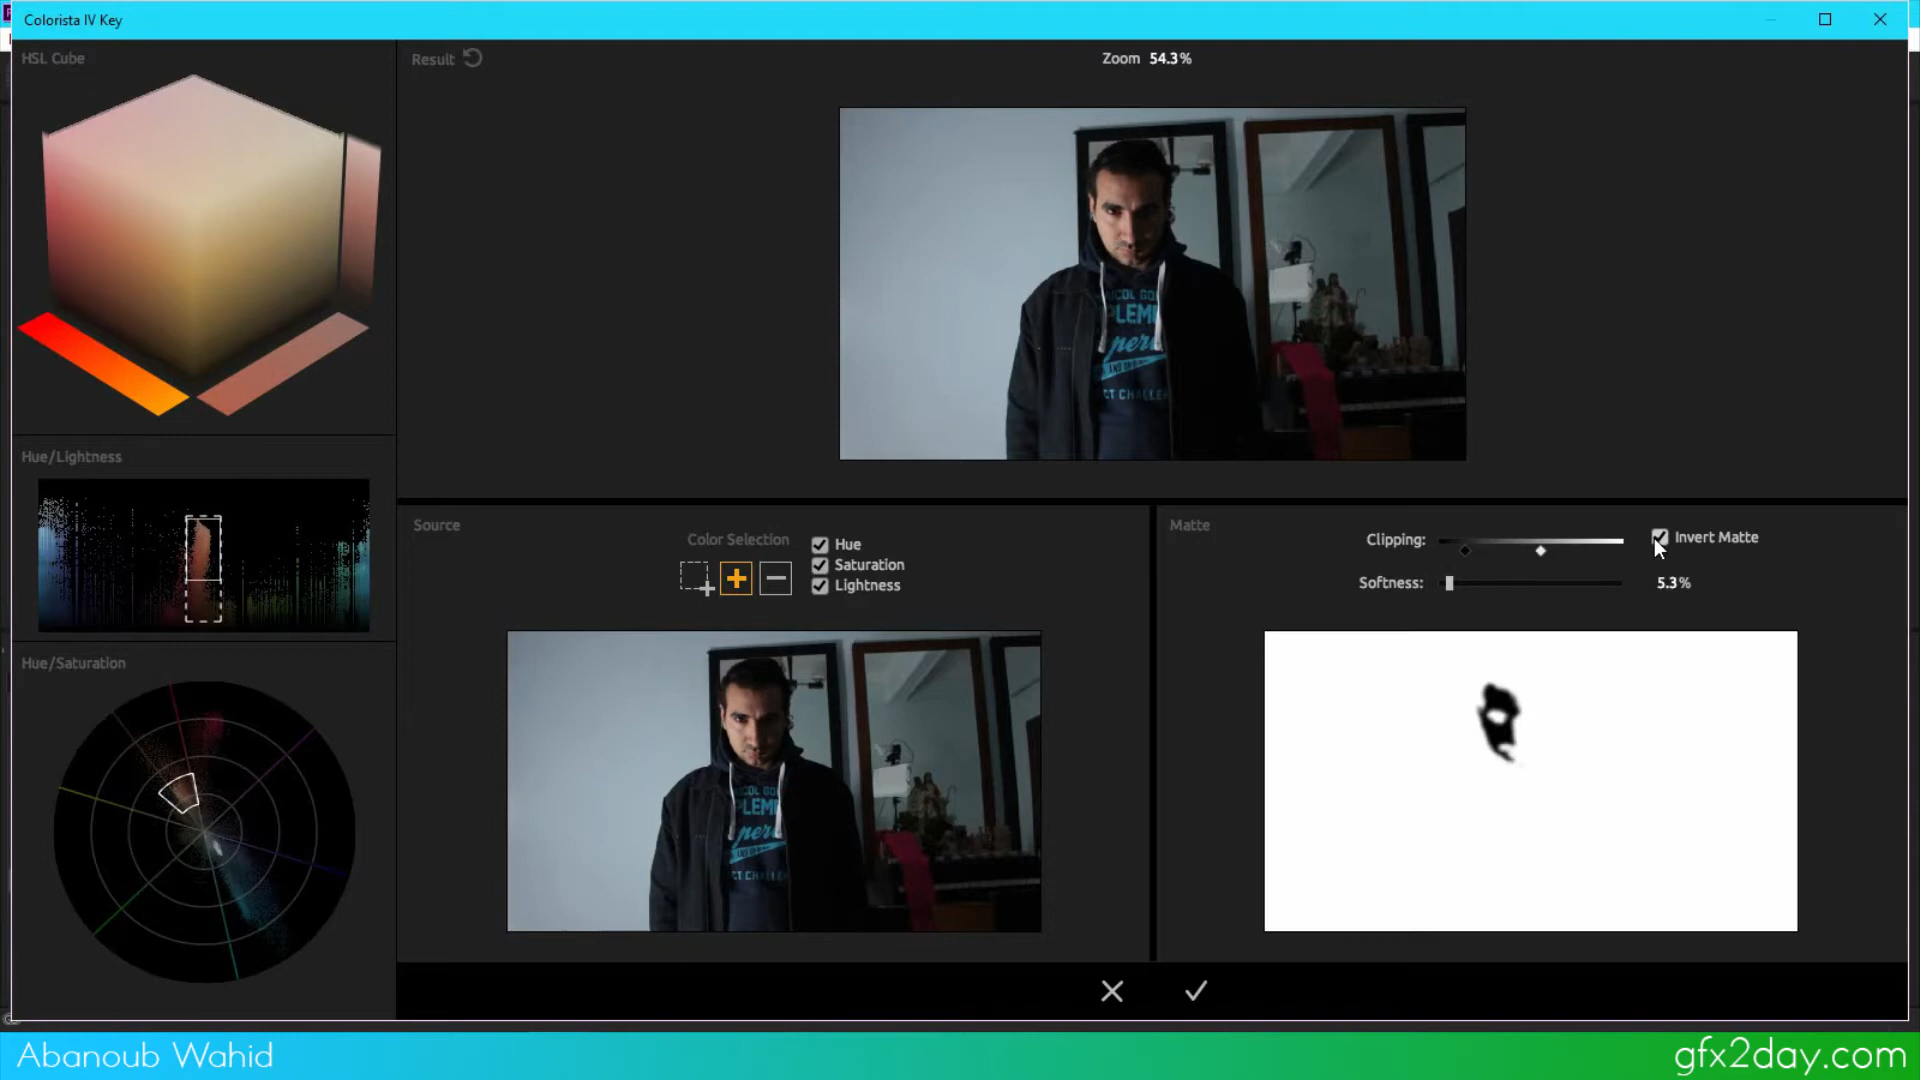 Colorista IV Key
HSL Cube
Result
Zoom 54.3%
Hue/Lightness
Source
Color Selection
Hue
Saturation
Lightness
Matte
Clipping:
Invert Matte
Softness:
5.3%
Hue/Saturation
Abanoub Wahid
gfx2day.com